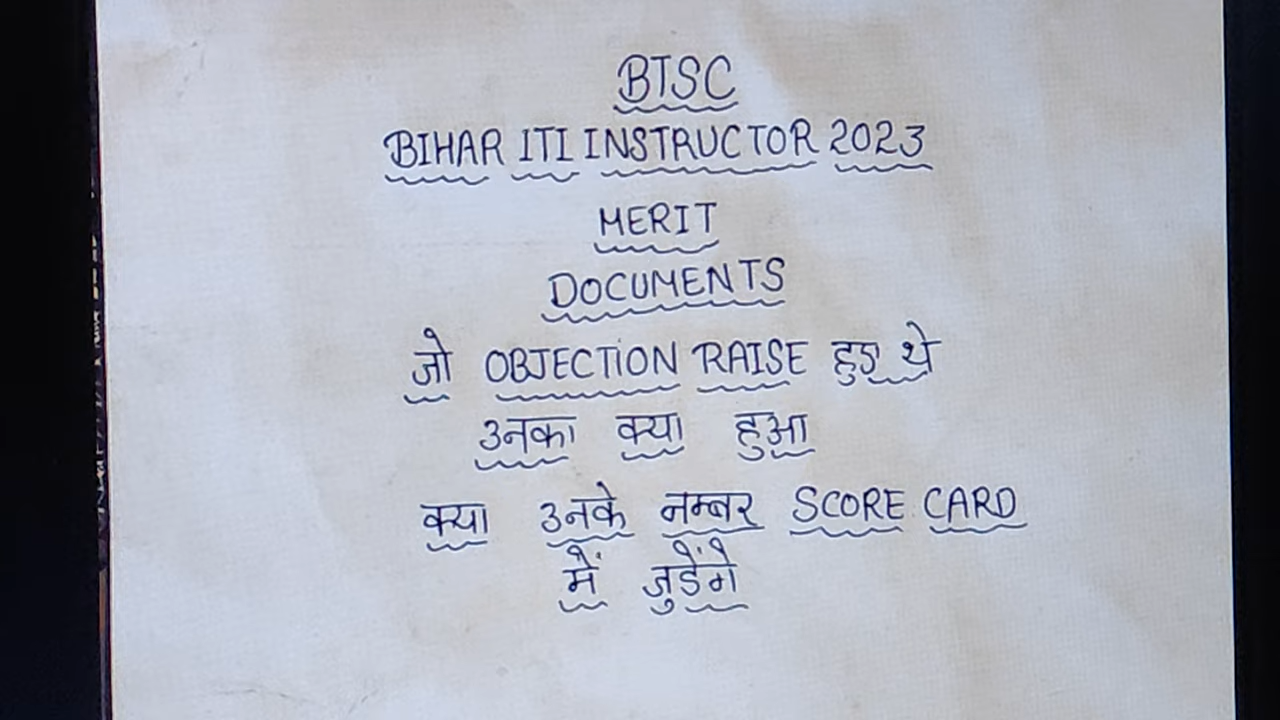 BTSC
BIHAR ITI INSTRUCTOR 2023
MERIT
DOCUMENTS
जो OBJECTION RAISE हुए थे
उनका क्या हुआ
क्या उनके नम्बर SCORE CARD
में जुडेंगे